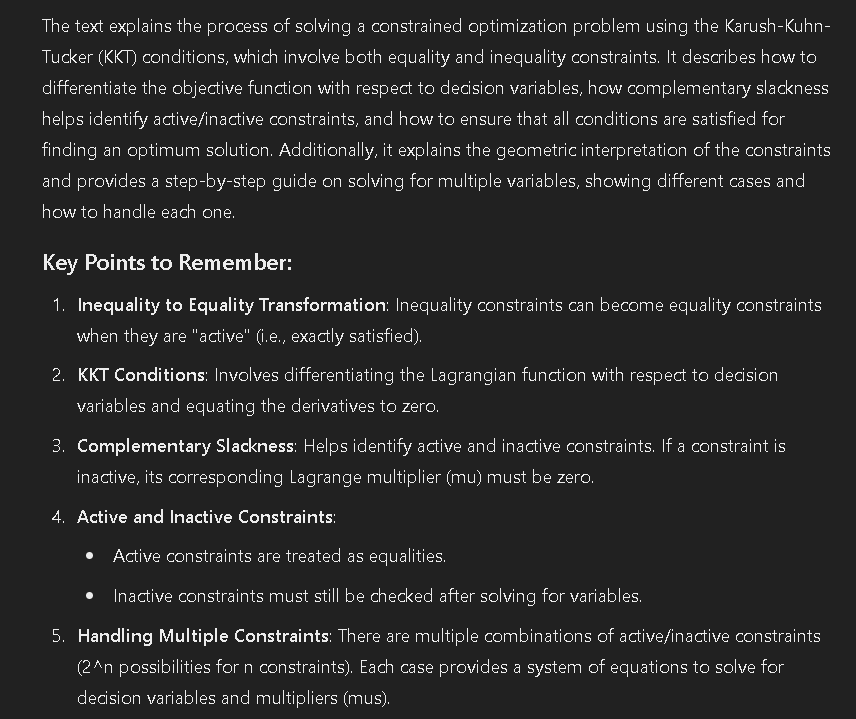 The text explains the process of solving a constrained optimization problem using the Karush-Kuhn-
Tucker (KKT) conditions, which involve both equality and inequality constraints. It describes how to
differentiate the objective function with respect to decision variables, how complementary slackness
helps identify active/inactive constraints, and how to ensure that all conditions are satisfied for
finding an optimum solution. Additionally, it explains the geometric interpretation of the constraints
and provides a step-by-step guide on solving for multiple variables, showing different cases and
how to handle each one.
Key Points to Remember:
1. Inequality to Equality Transformation: Inequality constraints can become equality constraints
when they are "active" (i.e., exactly satisfied).
2. KKT Conditions: Involves differentiating the Lagrangian function with respect to decision
variables and equating the derivatives to zero.
3. Complementary Slackness: Helps identify active and inactive constraints. If a constraint is
inactive, its corresponding Lagrange multiplier (mu) must be zero.
4. Active and Inactive Constraints:
• Active constraints are treated as equalities.
• Inactive constraints must still be checked after solving for variables.
5. Handling Multiple Constraints: There are multiple combinations of active/inactive constraints
(2^n possibilities for n constraints). Each case provides a system of equations to solve for
decision variables and multipliers (mus).